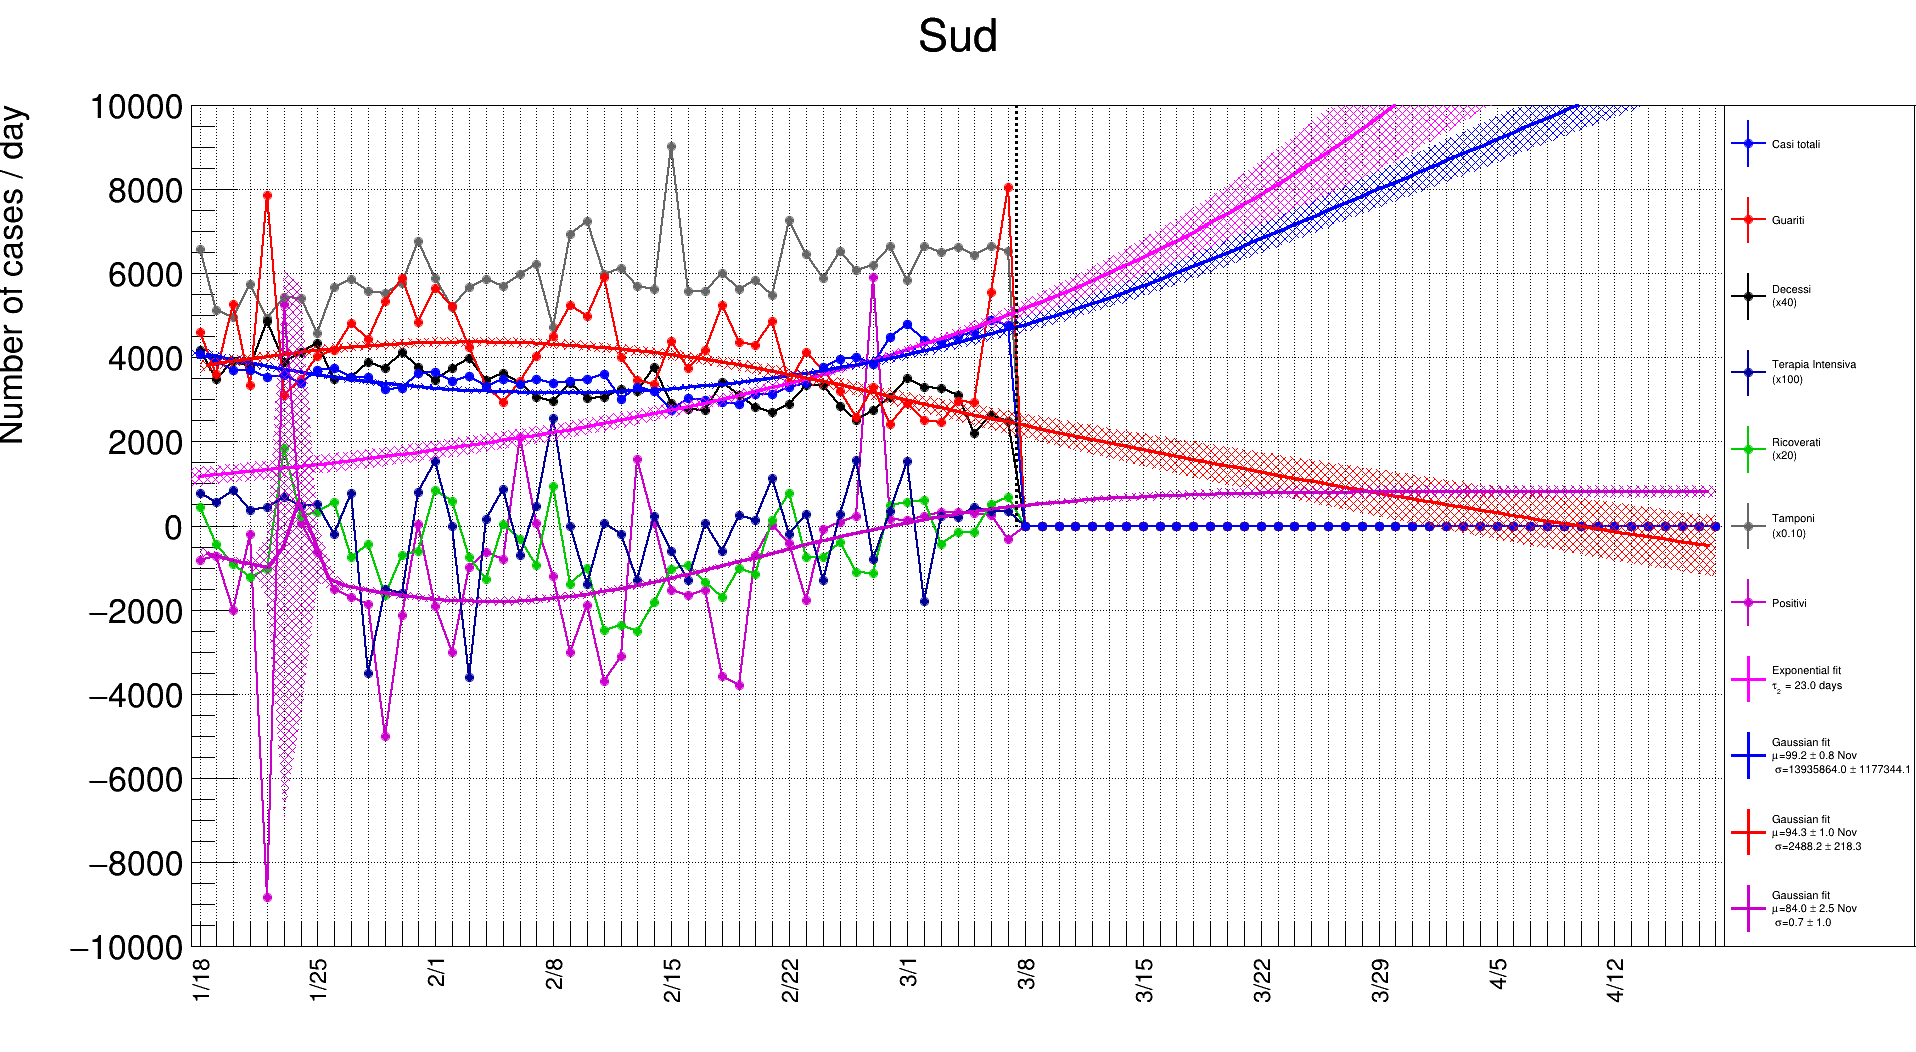 Sud
Number of cases / day
10000
8000
6000
4000
2000
0
−2000
−4000
−6000
−8000
−10000
1/18
1/25
2/1
2/8
2/15
2/22
3/1
3/8
3/15
3/22
3/29
4/5
4/12
Casi totali
Guariti
Decessi
(x40)
Terapia Intensiva
(x100)
Ricoverati
(x20)
Tamponi
(x0.10)
Positivi
Exponential fit
τ₂ = 23.0 days
Gaussian fit
μ=99.2 ± 0.8 Nov
σ=13935864.0 ± 1177344.1
Gaussian fit
μ=94.3 ± 1.0 Nov
σ=2488.2 ± 218.3
Gaussian fit
μ=84.0 ± 2.5 Nov
σ=0.7 ± 1.0